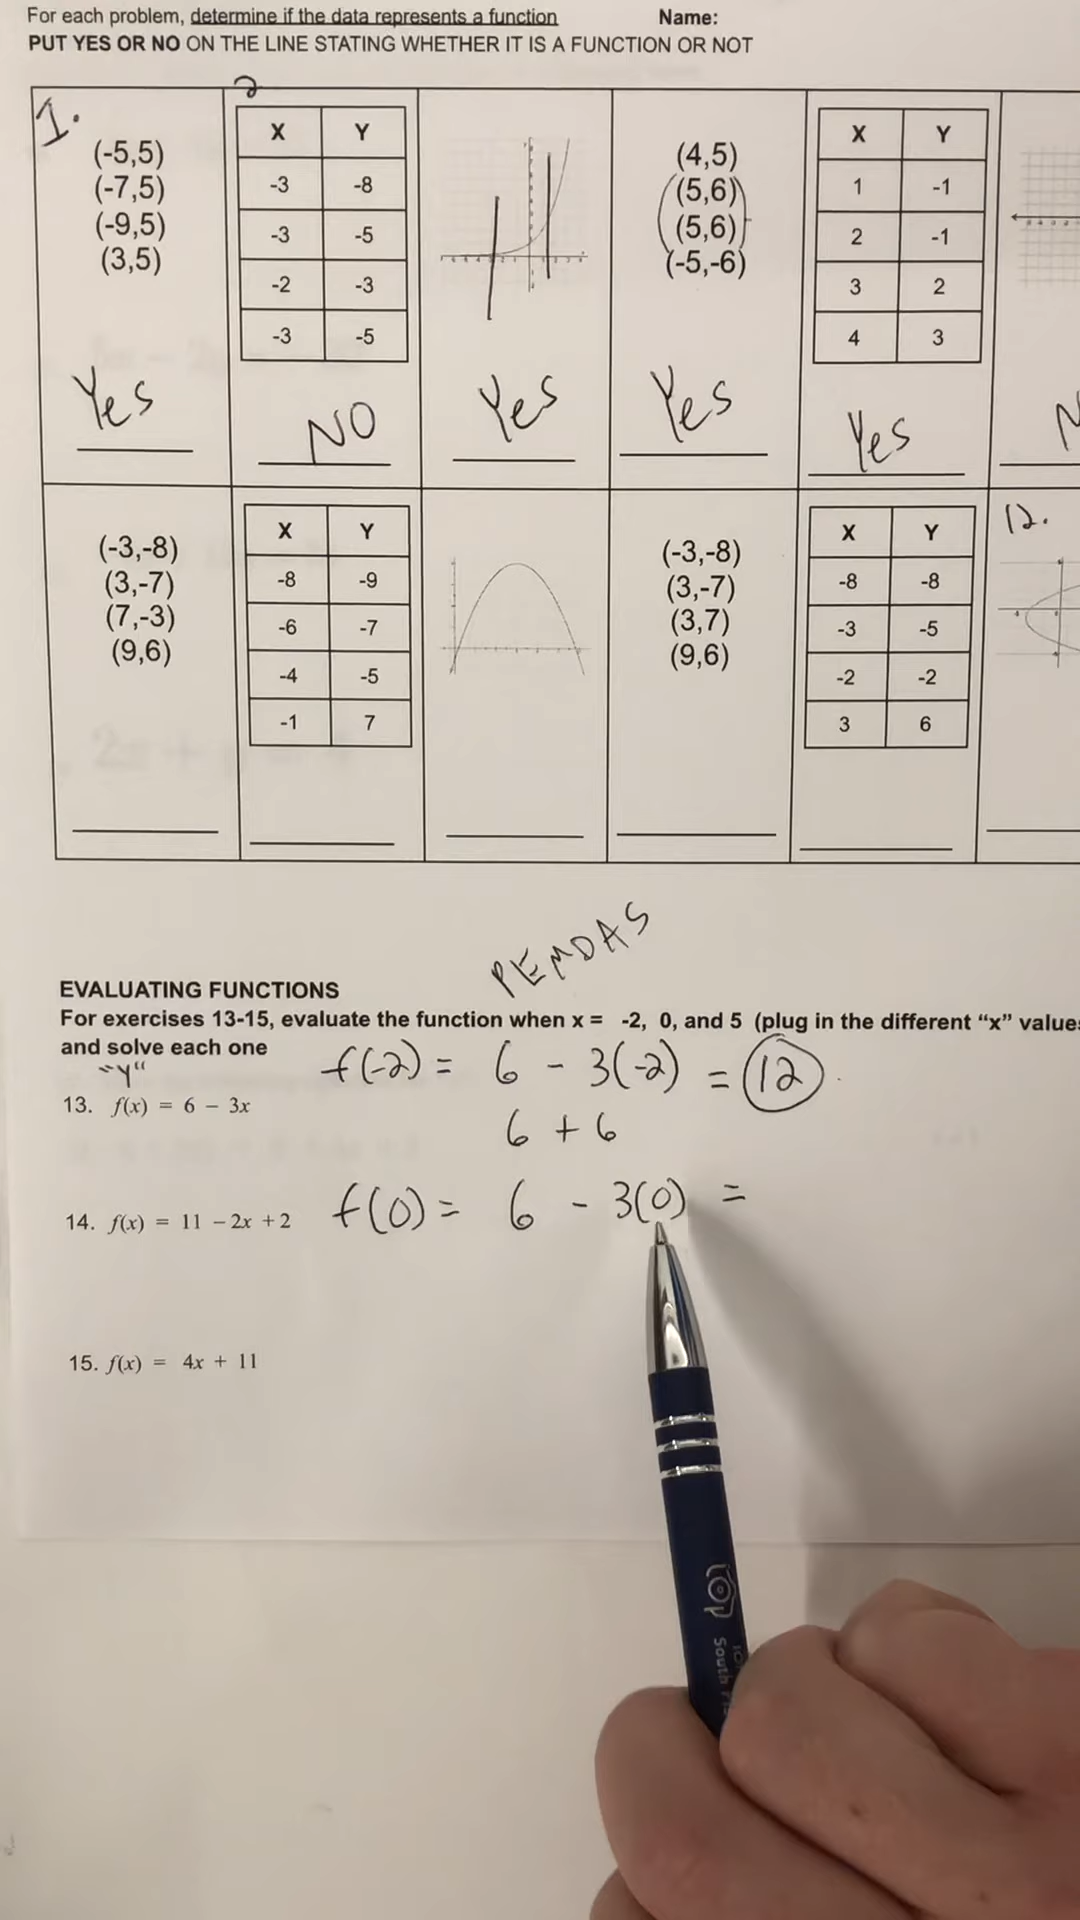 For each problem, determine if the data represents a function Name:
PUT YES OR NO ON THE LINE STATING WHETHER IT IS A FUNCTION OR NOT
1.
(-5,5)
(-7,5)
(-9,5)
(3,5)
Yes
2
X Y
-3 -8
-3 -5
-2 -3
-3 -5
NO
Yes
(4,5)
(5,6)
(5,6)
(-5,-6)
Yes
X Y
1 -1
2 -1
3 2
4 3
Yes
(-3,-8)
(3,-7)
(7,-3)
(9,6)
X Y
-8 -9
-6 -7
-4 -5
-1 7
(-3,-8)
(3,-7)
(3,7)
(9,6)
X Y
-8 -8
-3 -5
-2 -2
3 6
12.
PEMDAS
EVALUATING FUNCTIONS
For exercises 13-15, evaluate the function when x = -2, 0, and 5 (plug in the different “x” value
and solve each one
"Y"
f(-2) = 6 - 3(-2) = 12
13. f(x) = 6 – 3x
6 + 6
f(0) = 6 - 3(0) =
14. f(x) = 11 – 2x + 2
15. f(x) = 4x + 11
TOP
South